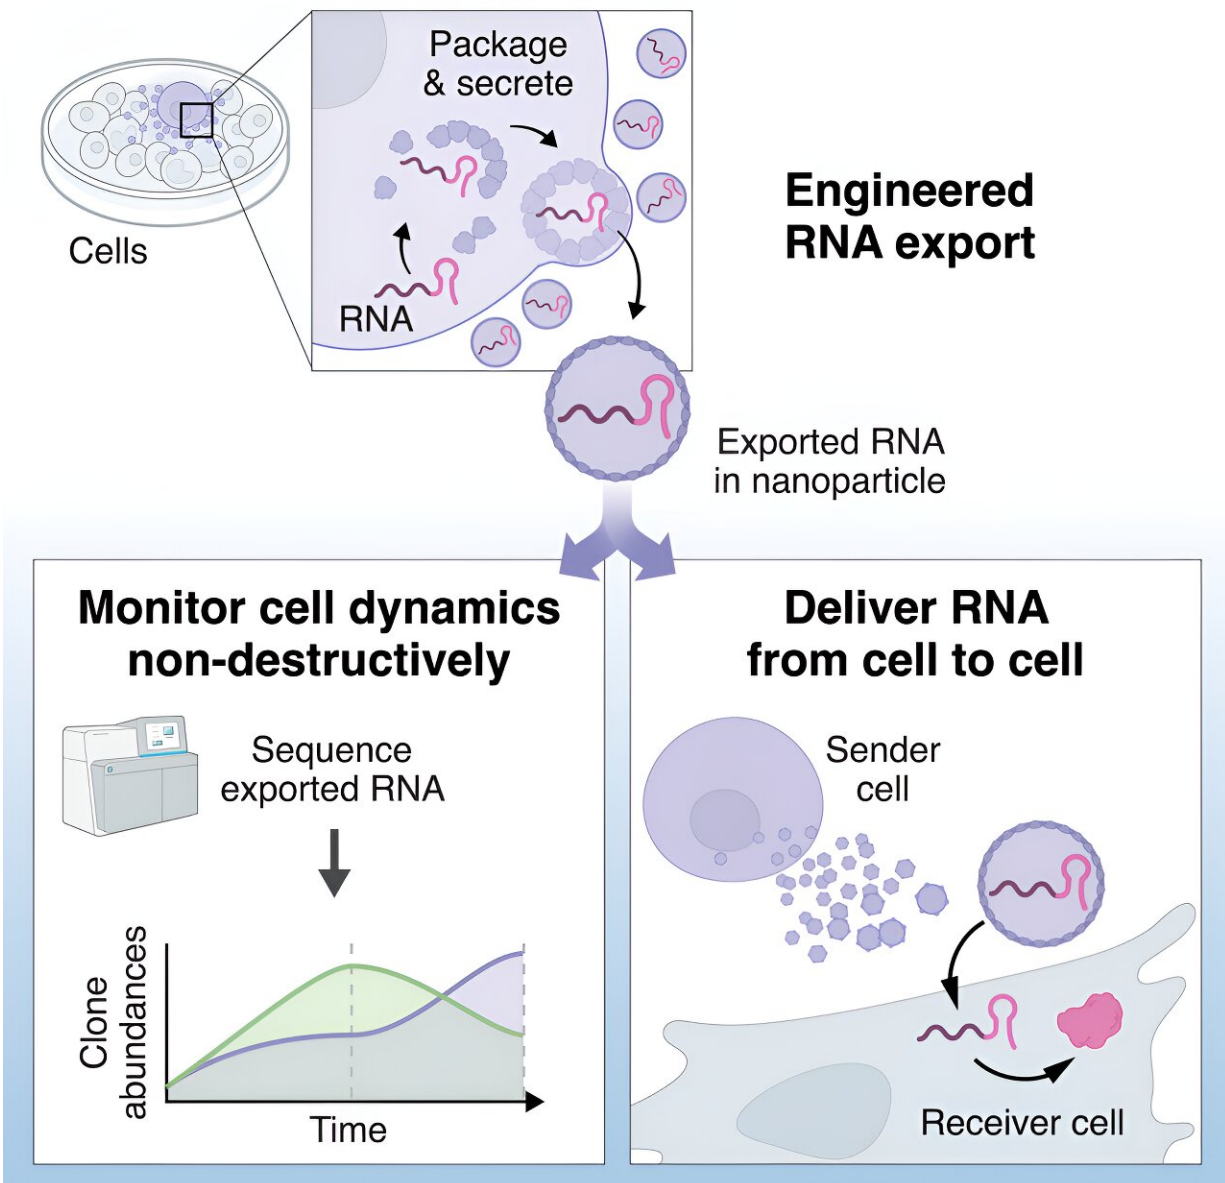 Package
& secrete
Cells
RNA
Engineered
RNA export
Exported RNA
in nanoparticle
Monitor cell dynamics
non-destructively
Sequence
exported RNA
Clone
abundances
Time
Deliver RNA
from cell to cell
Sender
cell
Receiver cell